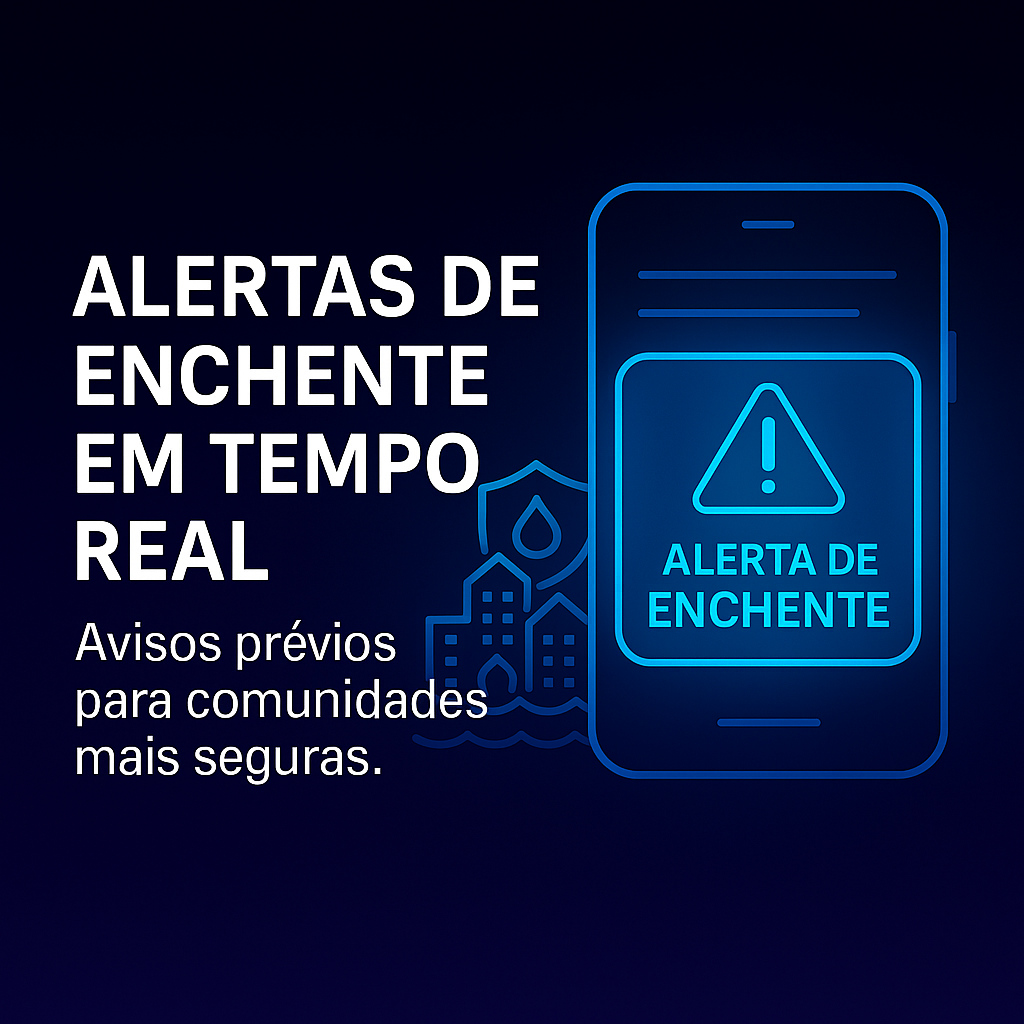 ALERTAS DE
ENCHENTE
EM TEMPO
REAL
Avisos prévios
para comunidades
mais seguras.
ALERTA DE
ENCHENTE